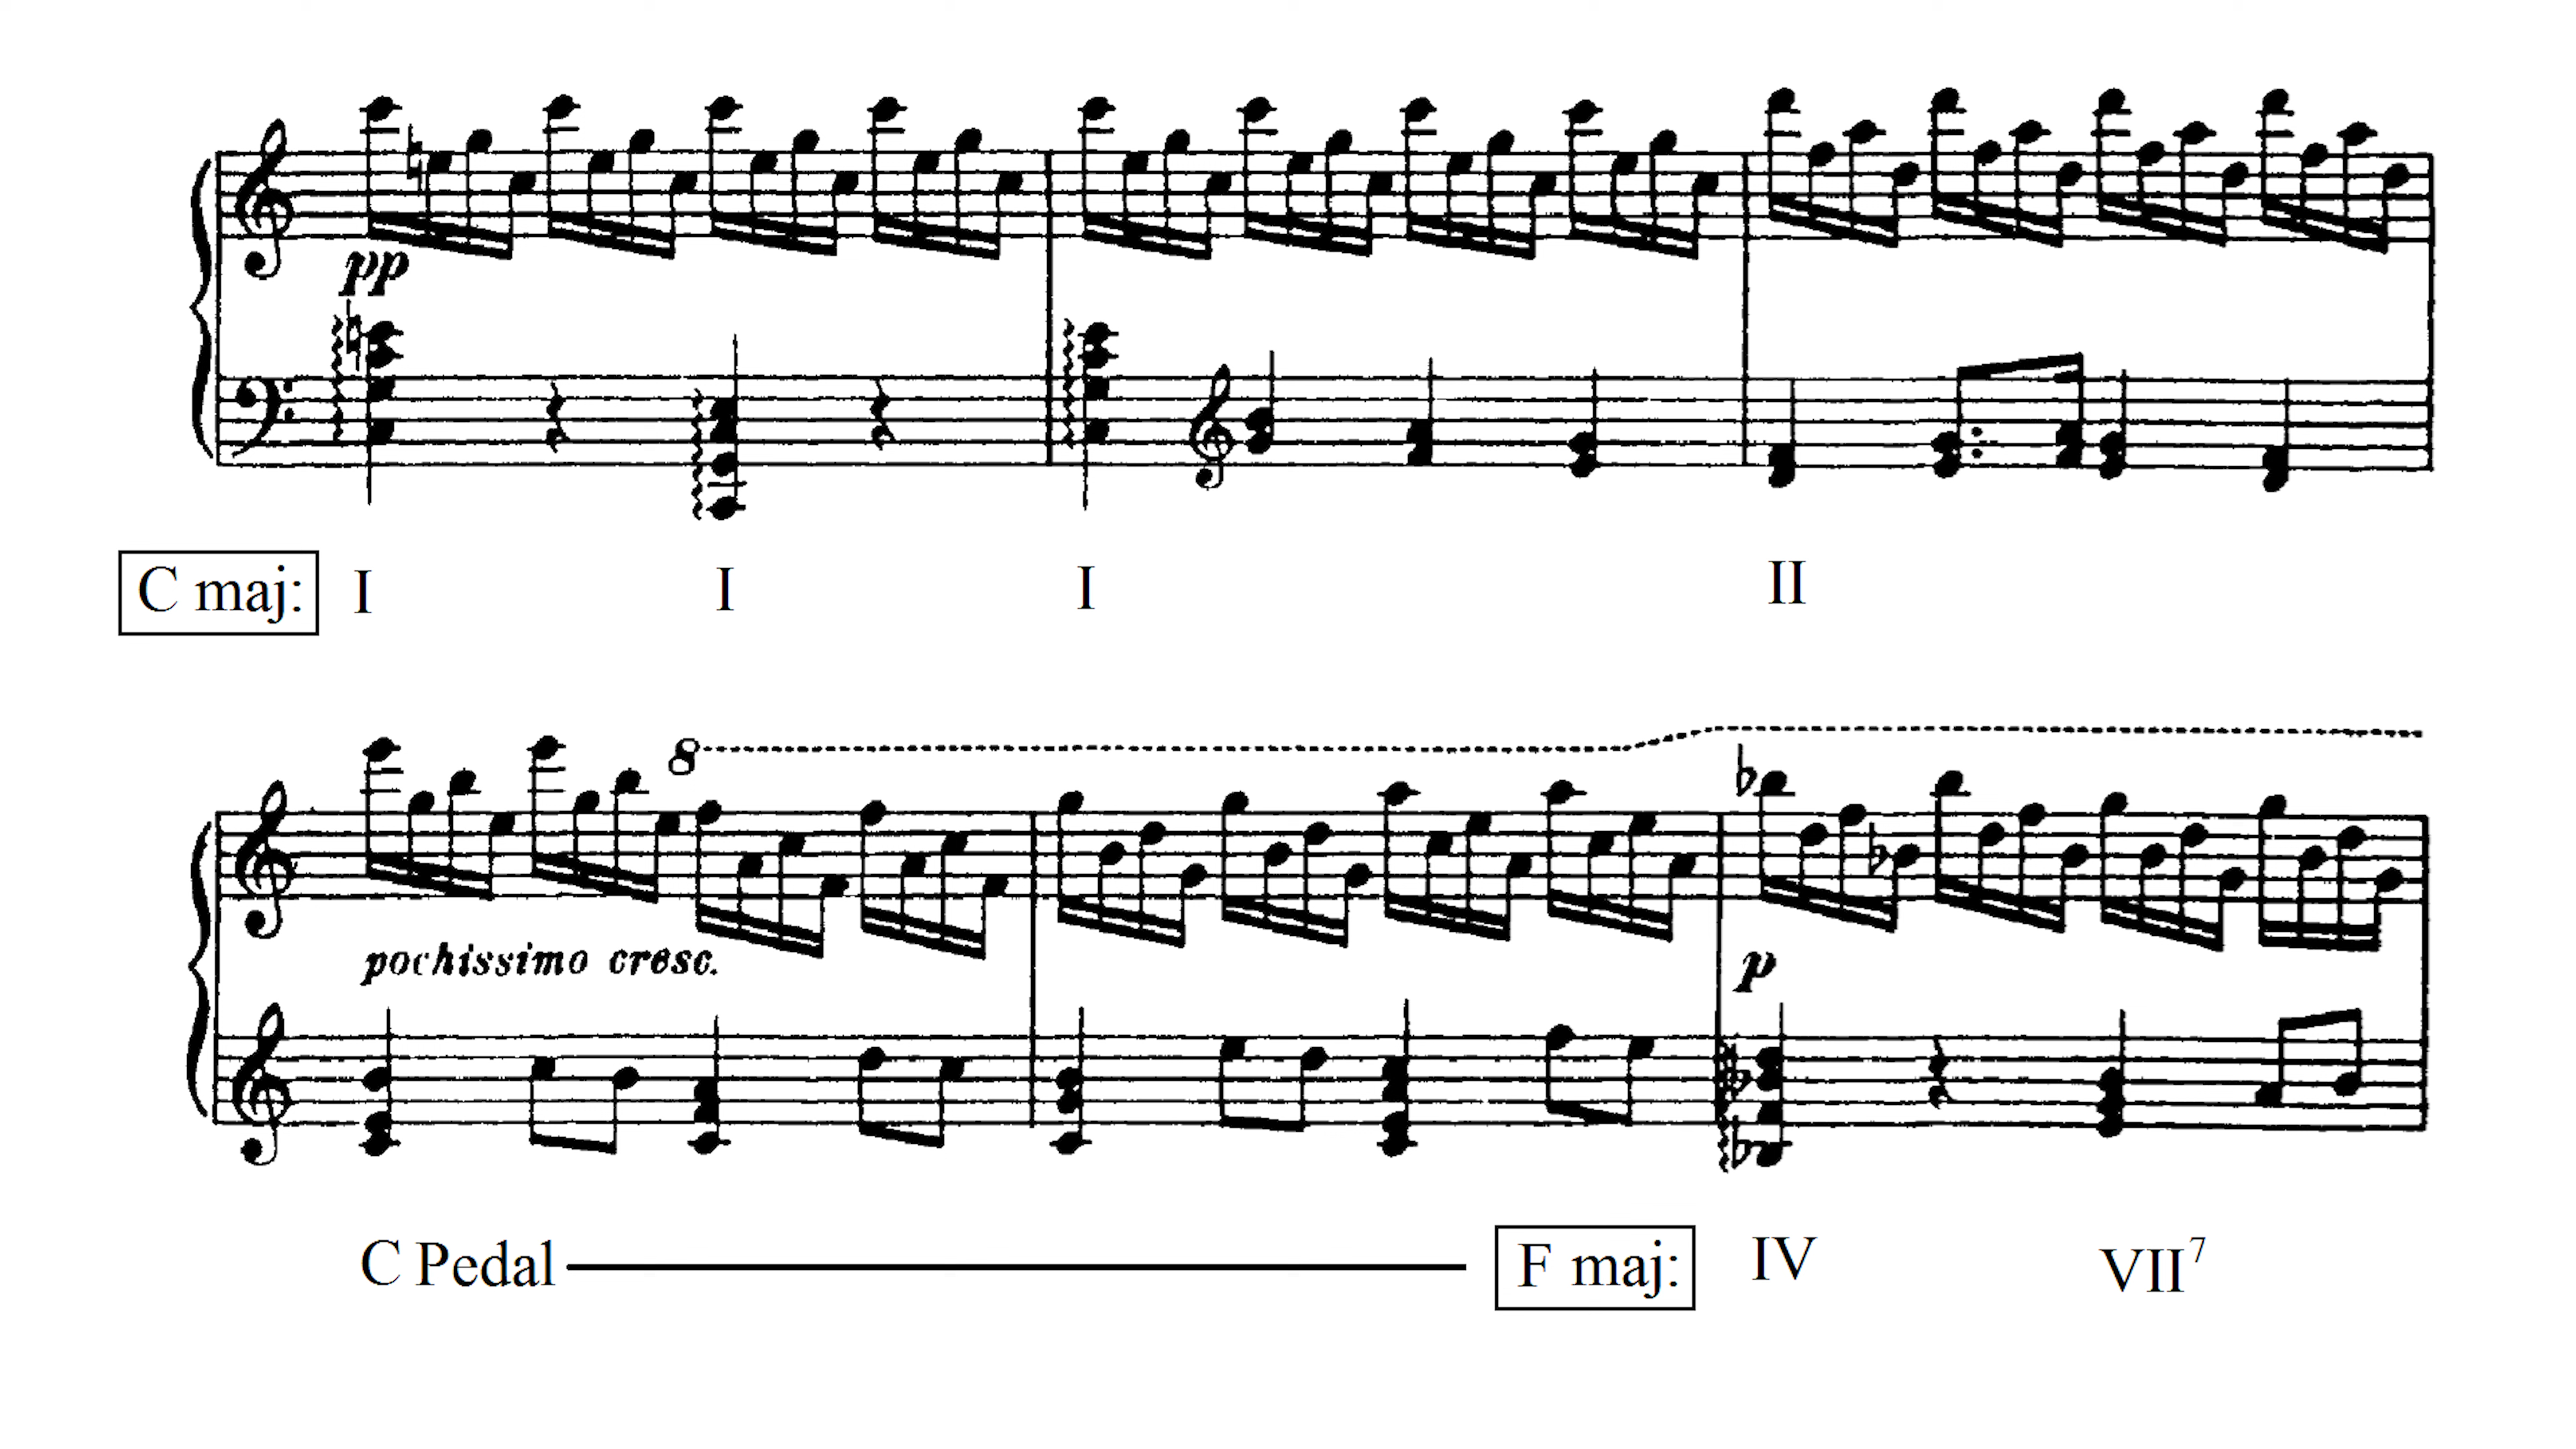 pp
C maj: I I I II
8
pochissimo cresc.
p
C Pedal F maj: IV VII⁷